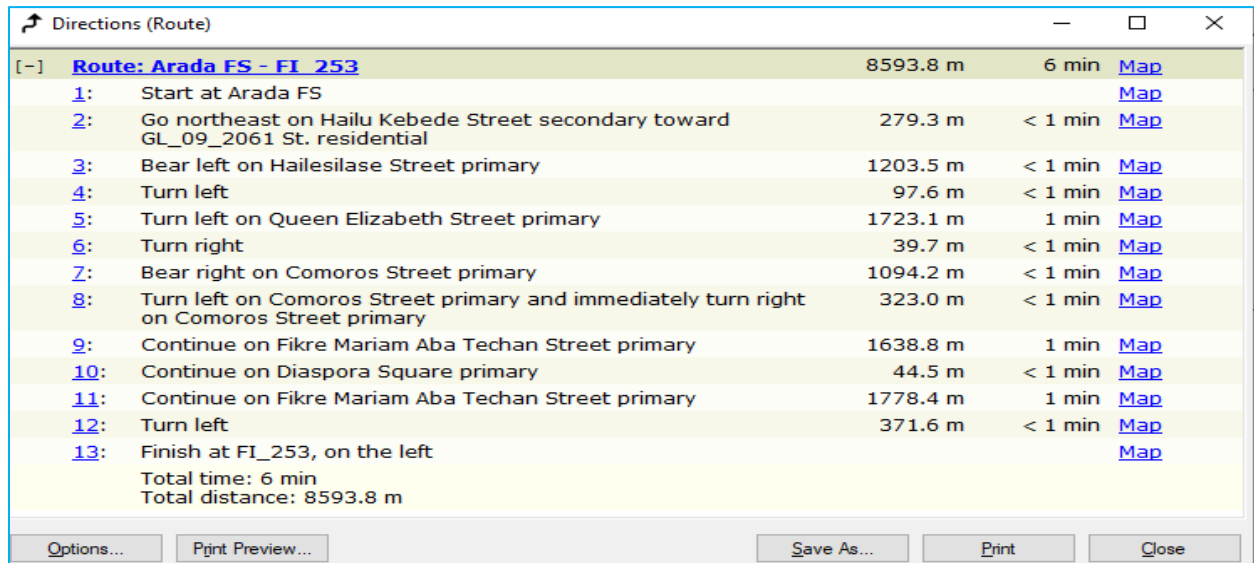 Directions (Route)
[-] Route: Arada FS - FI_253 8593.8 m 6 min Map
1: Start at Arada FS Map
2: Go northeast on Hailu Kebede Street secondary toward 279.3 m < 1 min Map
GL_09_2061 St. residential
3: Bear left on Hailesilase Street primary 1203.5 m < 1 min Map
4: Turn left 97.6 m < 1 min Map
5: Turn left on Queen Elizabeth Street primary 1723.1 m 1 min Map
6: Turn right 39.7 m < 1 min Map
7: Bear right on Comoros Street primary 1094.2 m < 1 min Map
8: Turn left on Comoros Street primary and immediately turn right 323.0 m < 1 min Map
on Comoros Street primary
9: Continue on Fikre Mariam Aba Techan Street primary 1638.8 m 1 min Map
10: Continue on Diaspora Square primary 44.5 m < 1 min Map
11: Continue on Fikre Mariam Aba Techan Street primary 1778.4 m 1 min Map
12: Turn left 371.6 m < 1 min Map
13: Finish at FI_253, on the left Map
Total time: 6 min
Total distance: 8593.8 m
Options... Print Preview... Save As... Print Close